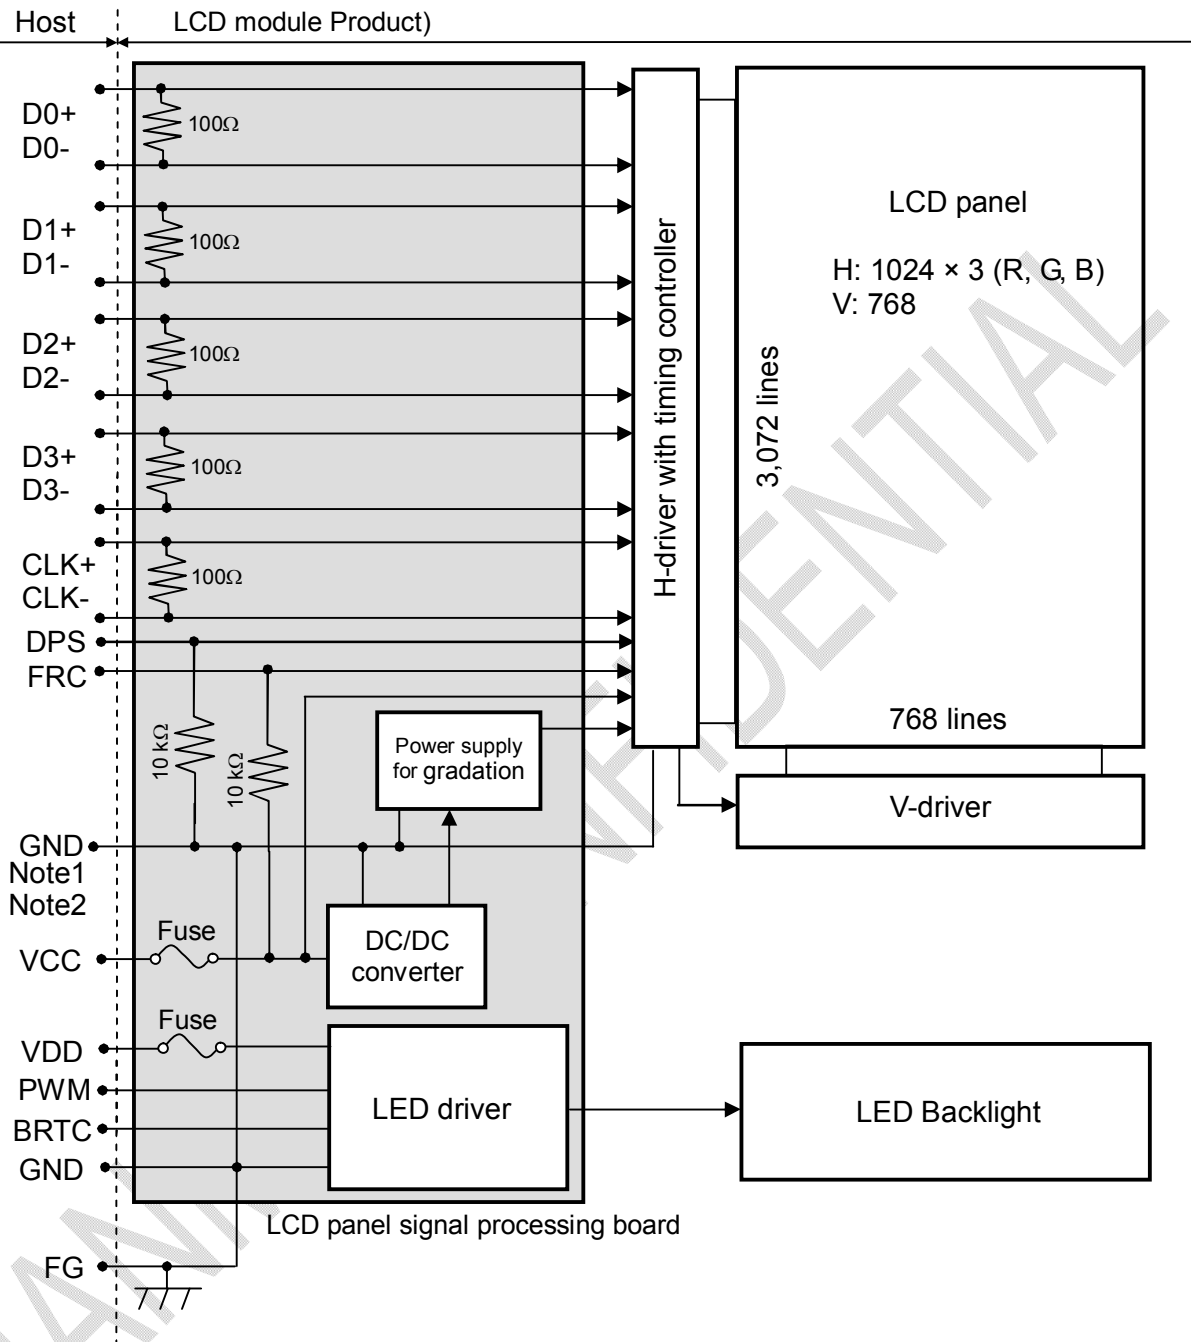 Host
LCD module Product)
D0+
D0-
100Ω
D1+
D1-
100Ω
D2+
D2-
100Ω
D3+
D3-
100Ω
CLK+
CLK-
100Ω
DPS
FRC
10 kΩ
10 kΩ
Power supply
for gradation
H-driver with timing controller
LCD panel
H: 1024 × 3 (R, G, B)
V: 768
3,072 lines
768 lines
V-driver
GND
Note1
Note2
VCC
Fuse
DC/DC
converter
VDD
Fuse
PWM
BRTC
GND
LED driver
LED Backlight
LCD panel signal processing board
FG